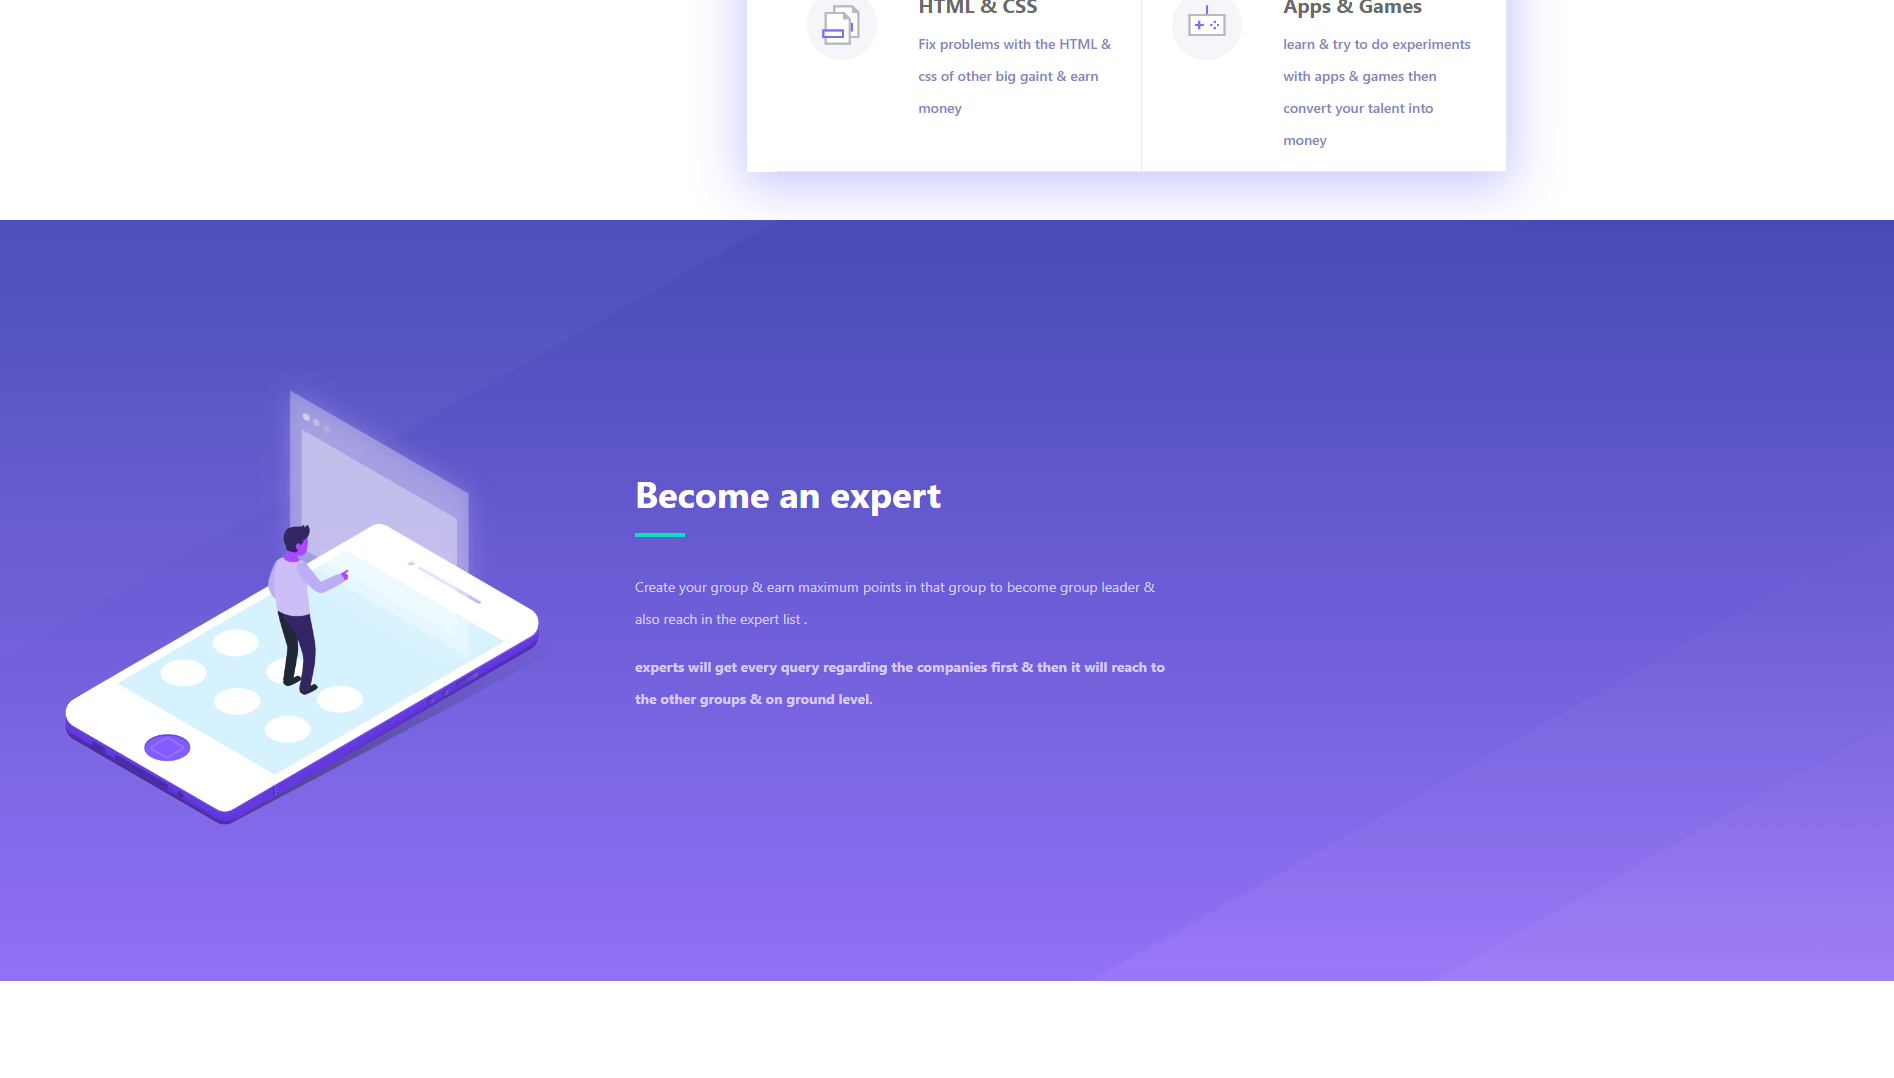 HTML & CSS
Fix problems with the HTML &
css of other big gaint & earn
money
Apps & Games
learn & try to do experiments
with apps & games then
convert your talent into
money
Become an expert
Create your group & earn maximum points in that group to become group leader &
also reach in the expert list .
experts will get every query regarding the companies first & then it will reach to
the other groups & on ground level.